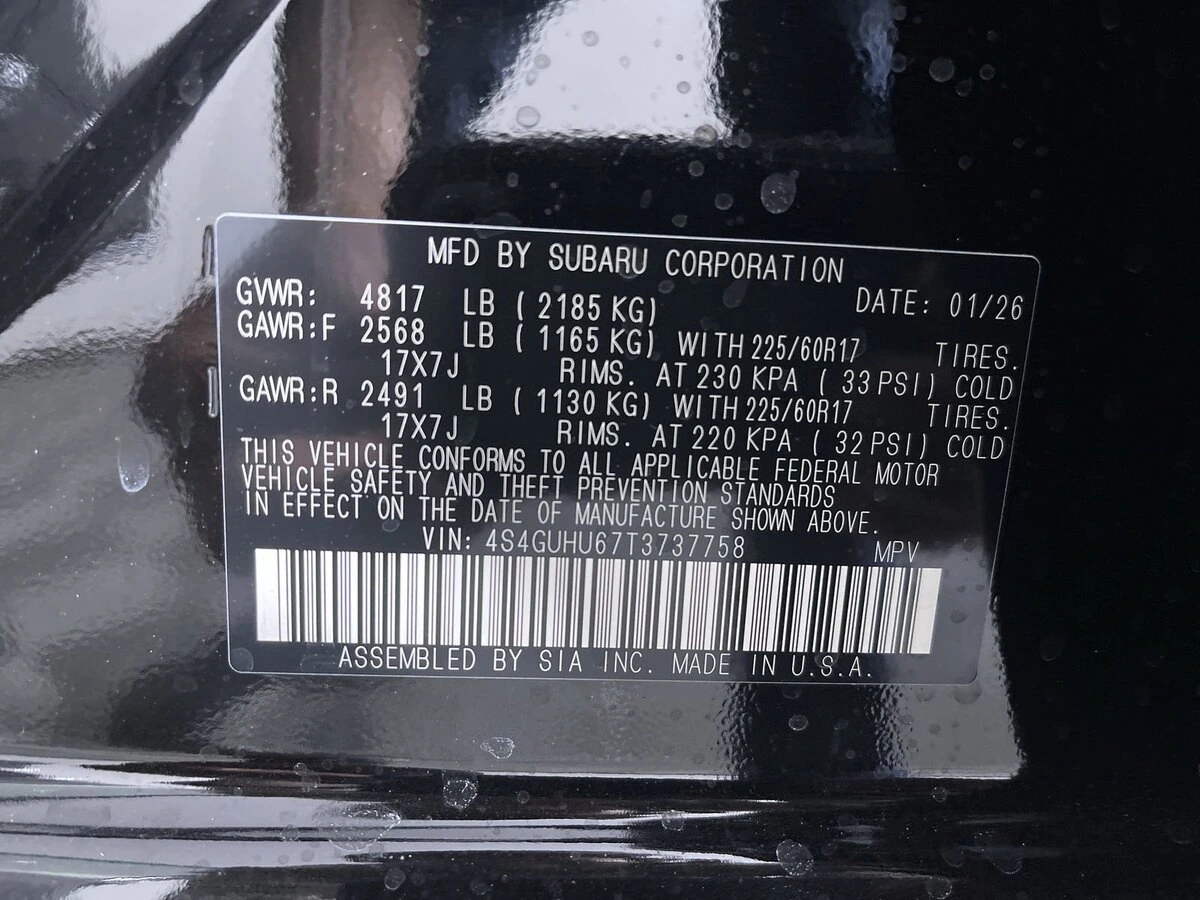 MFD BY SUBARU CORPORATION
GVWR: 4817 LB ( 2185 KG) DATE: 01/26
GAWR:F 2568 LB ( 1165 KG) WITH 225/60R17 TIRES.
17X7J RIMS. AT 230 KPA ( 33 PSI) COLD
GAWR:R 2491 LB ( 1130 KG) WITH 225/60R17 TIRES.
17X7J RIMS. AT 220 KPA ( 32 PSI) COLD
THIS VEHICLE CONFORMS TO ALL APPLICABLE FEDERAL MOTOR
VEHICLE SAFETY AND THEFT PREVENTION STANDARDS
IN EFFECT ON THE DATE OF MANUFACTURE SHOWN ABOVE.
VIN: 4S4GUHU67T3737758 MPV
ASSEMBLED BY SIA INC. MADE IN U.S.A.